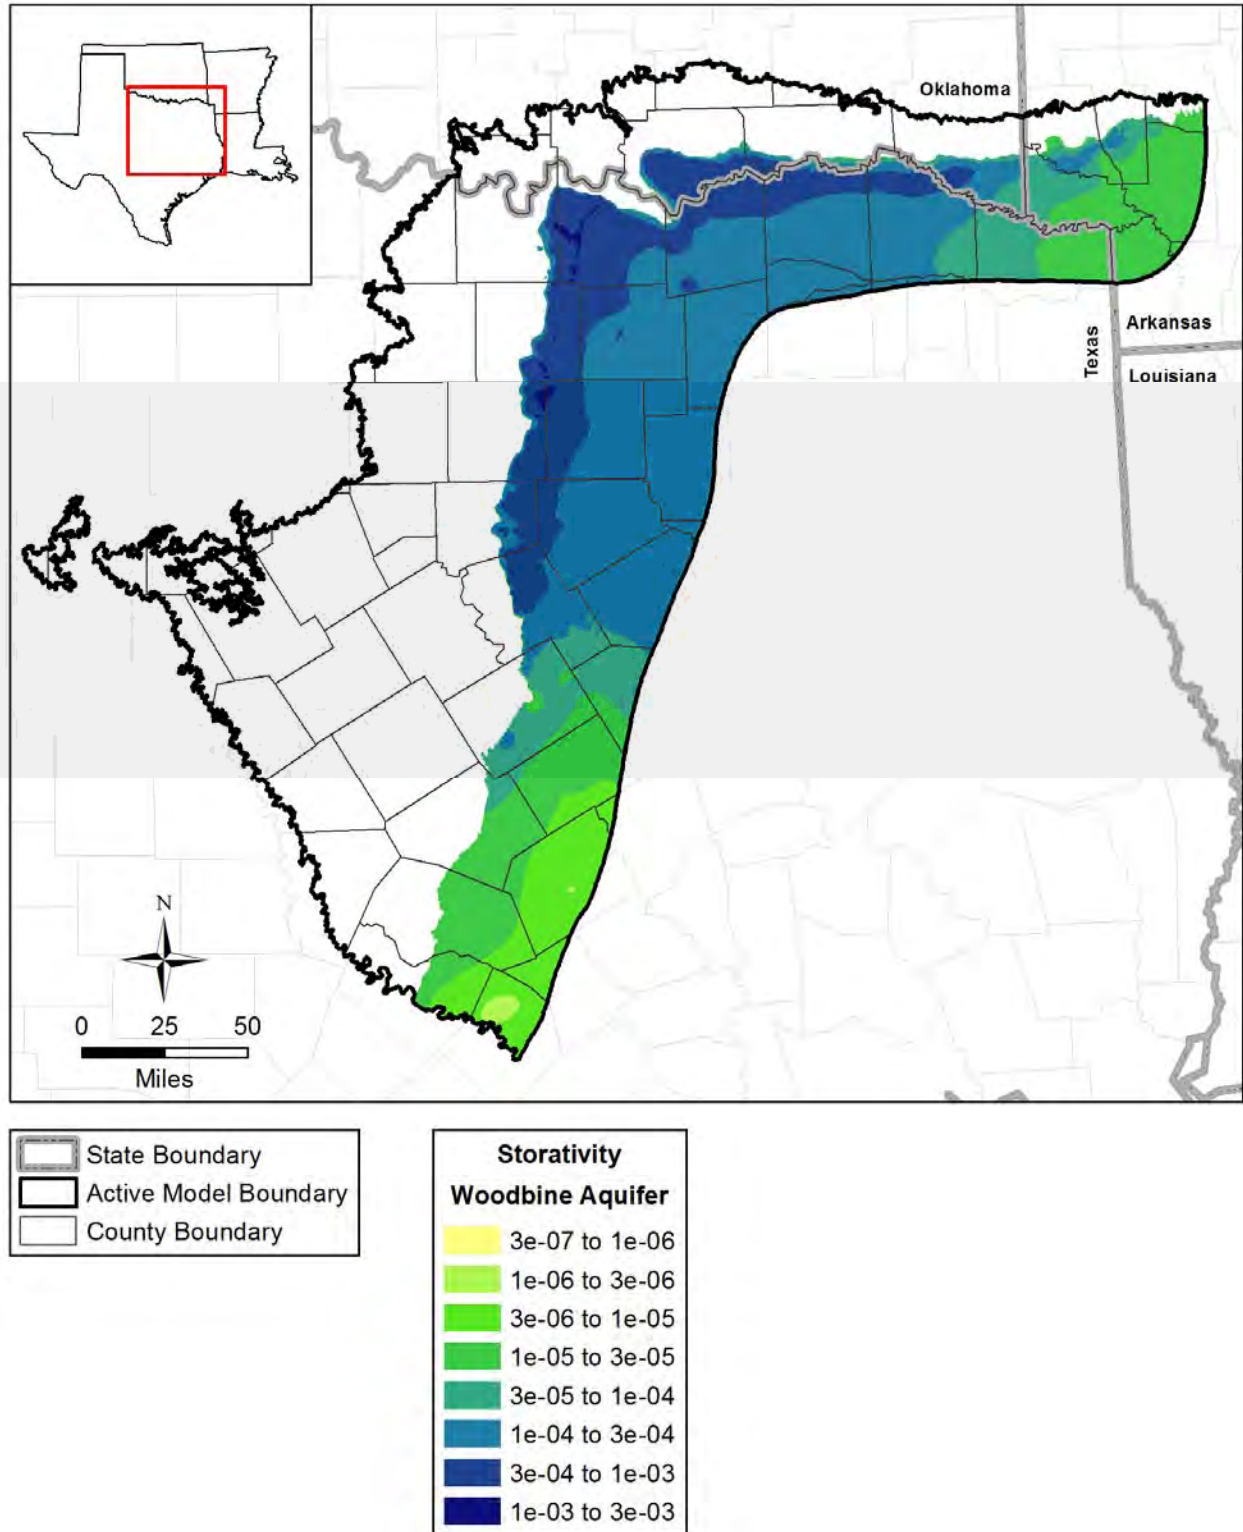 Oklahoma
Texas
Arkansas
Louisiana
N
0 25 50
Miles
State Boundary
Active Model Boundary
County Boundary
Storativity
Woodbine Aquifer
3e-07 to 1e-06
1e-06 to 3e-06
3e-06 to 1e-05
1e-05 to 3e-05
3e-05 to 1e-04
1e-04 to 3e-04
3e-04 to 1e-03
1e-03 to 3e-03